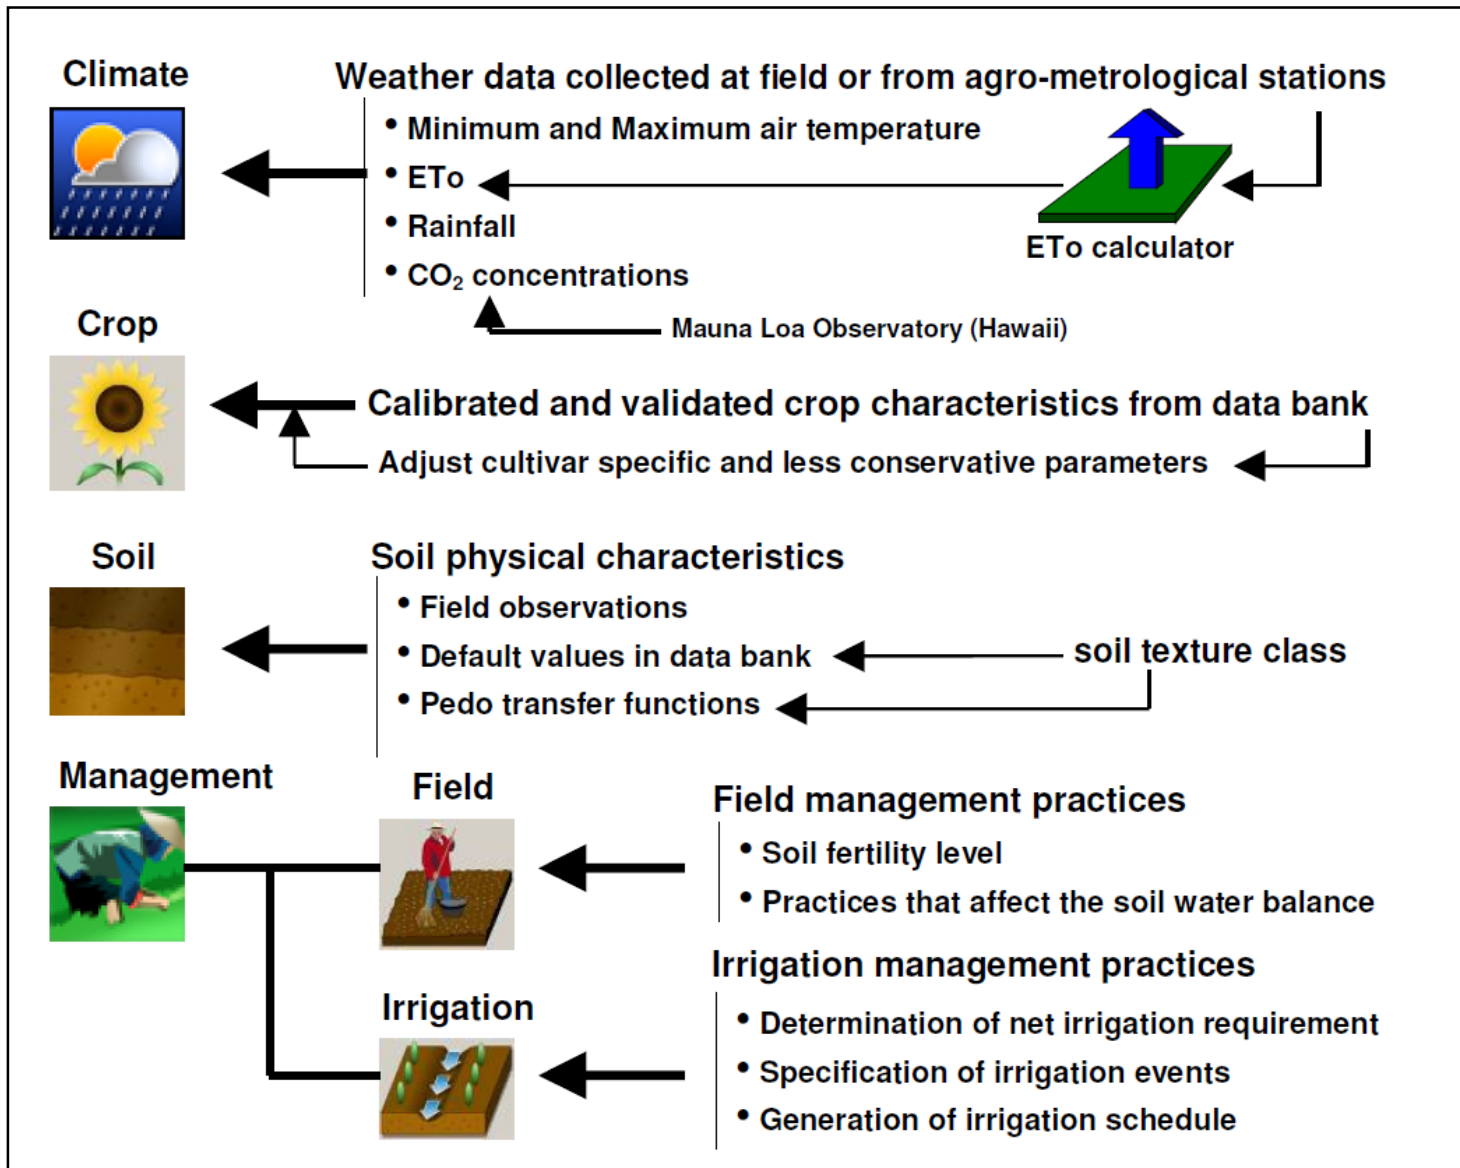 Climate
Weather data collected at field or from agro-metrological stations
• Minimum and Maximum air temperature
• ETo
• Rainfall
• CO₂ concentrations
ETo calculator
Mauna Loa Observatory (Hawaii)
Crop
Calibrated and validated crop characteristics from data bank
Adjust cultivar specific and less conservative parameters
Soil
Soil physical characteristics
• Field observations
• Default values in data bank
• Pedo transfer functions
soil texture class
Management
Field
Field management practices
• Soil fertility level
• Practices that affect the soil water balance
Irrigation
Irrigation management practices
• Determination of net irrigation requirement
• Specification of irrigation events
• Generation of irrigation schedule